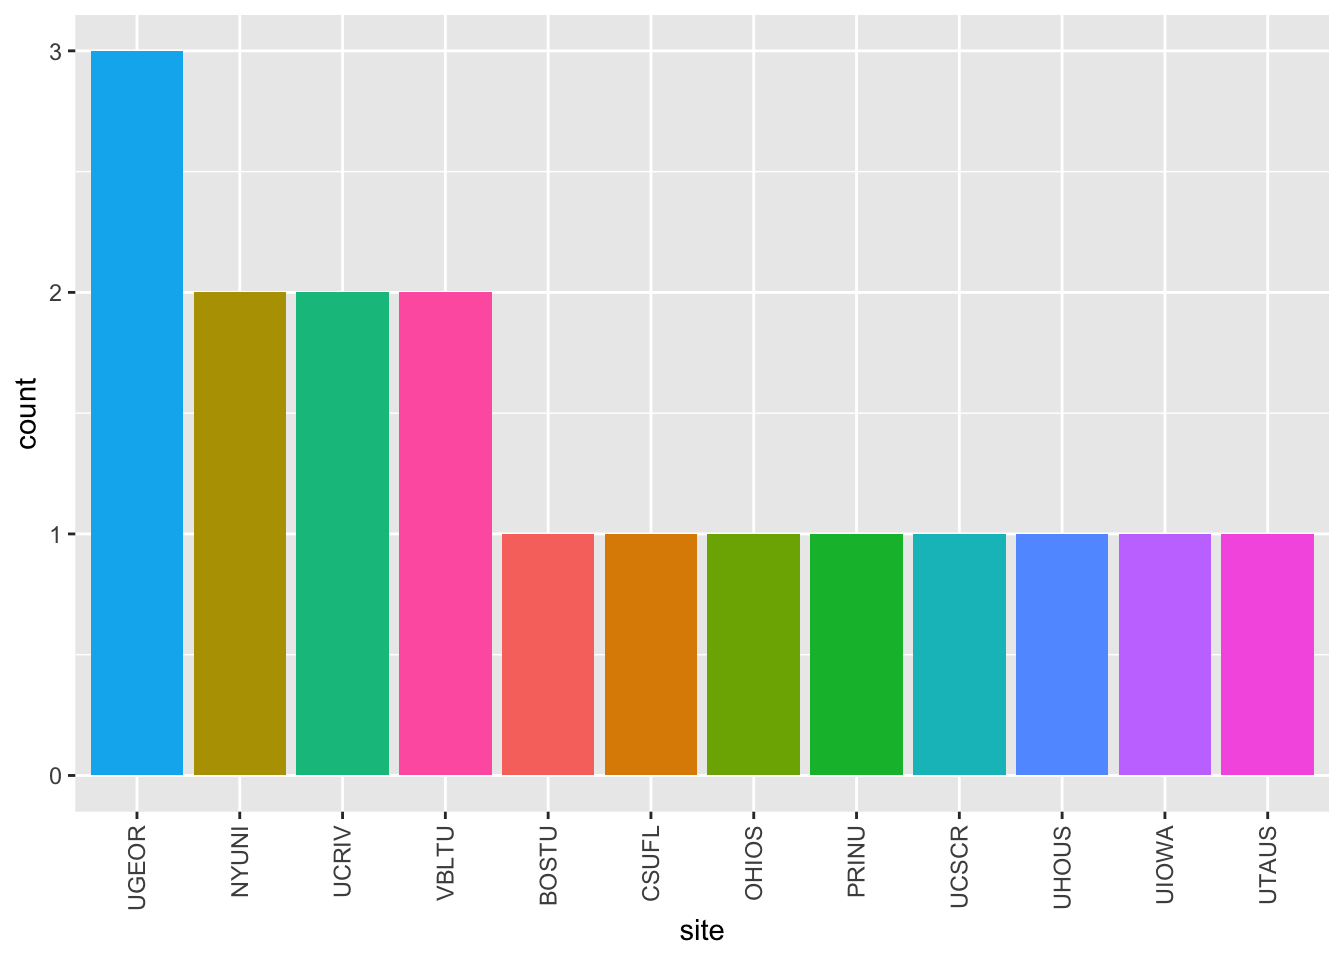 3
2
1
0
count
UGEOR
NYUNI
UCRIV
VBLTU
BOSTU
CSUFL
OHIOS
PRINU
UCSCR
UHOUS
UIOWA
UTAUS
site